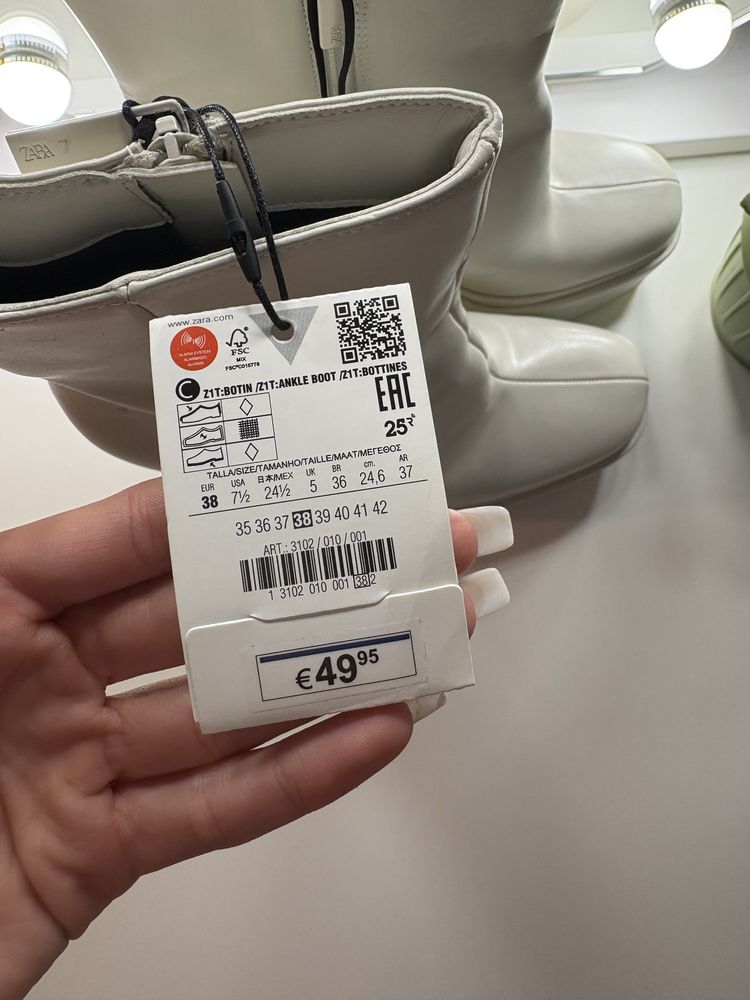 ZARA
ZARA
www.zara.com
ALARM SYSTEM
ALARMADO
ALARME
FSC
MIX
FSC® C015778
C Z1T:BOTIN /Z1T:ANKLE BOOT /Z1T:BOTTINES
EAC
TALLA/SIZE/TAMANHO/TAILLE/MAAT/ΜΕΓΕΘΟΣ
EUR USA 日本/MEX UK BR cm. AR
38 7½ 24½ 5 36 24,6 37
35 36 37 38 39 40 41 42
ART.: 3102 / 010 / 001
1 3102 010 001 38 2
€49 95